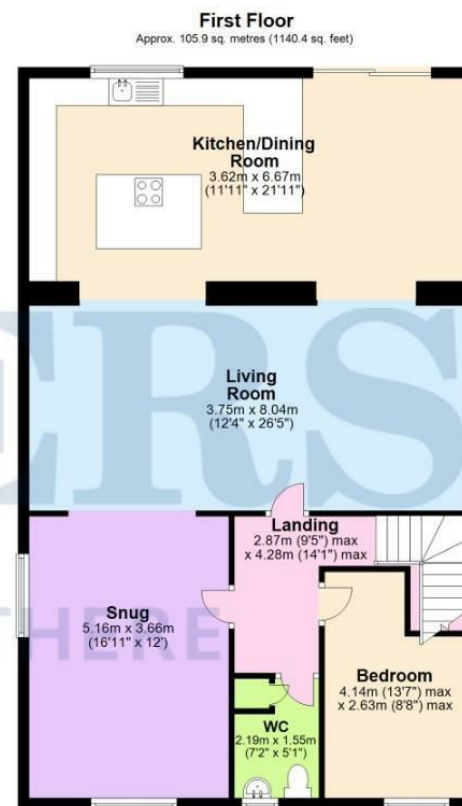 First Floor
Approx. 105.9 sq. metres (1140.4 sq. feet)
Kitchen/Dining
Room
3.62m x 6.67m
(11'11" x 21'11")
ERS
Living
Room
3.75m x 8.04m
(12'4" x 26'5")
Landing
2.87m (9'5") max
x 4.28m (14'1") max
Snug
5.16m x 3.66m
(16'11" x 12')
HERE
Bedroom
4.14m (13'7") max
x 2.63m (8'8") max
WC
2.19m x 1.55m
(7'2" x 5'1")